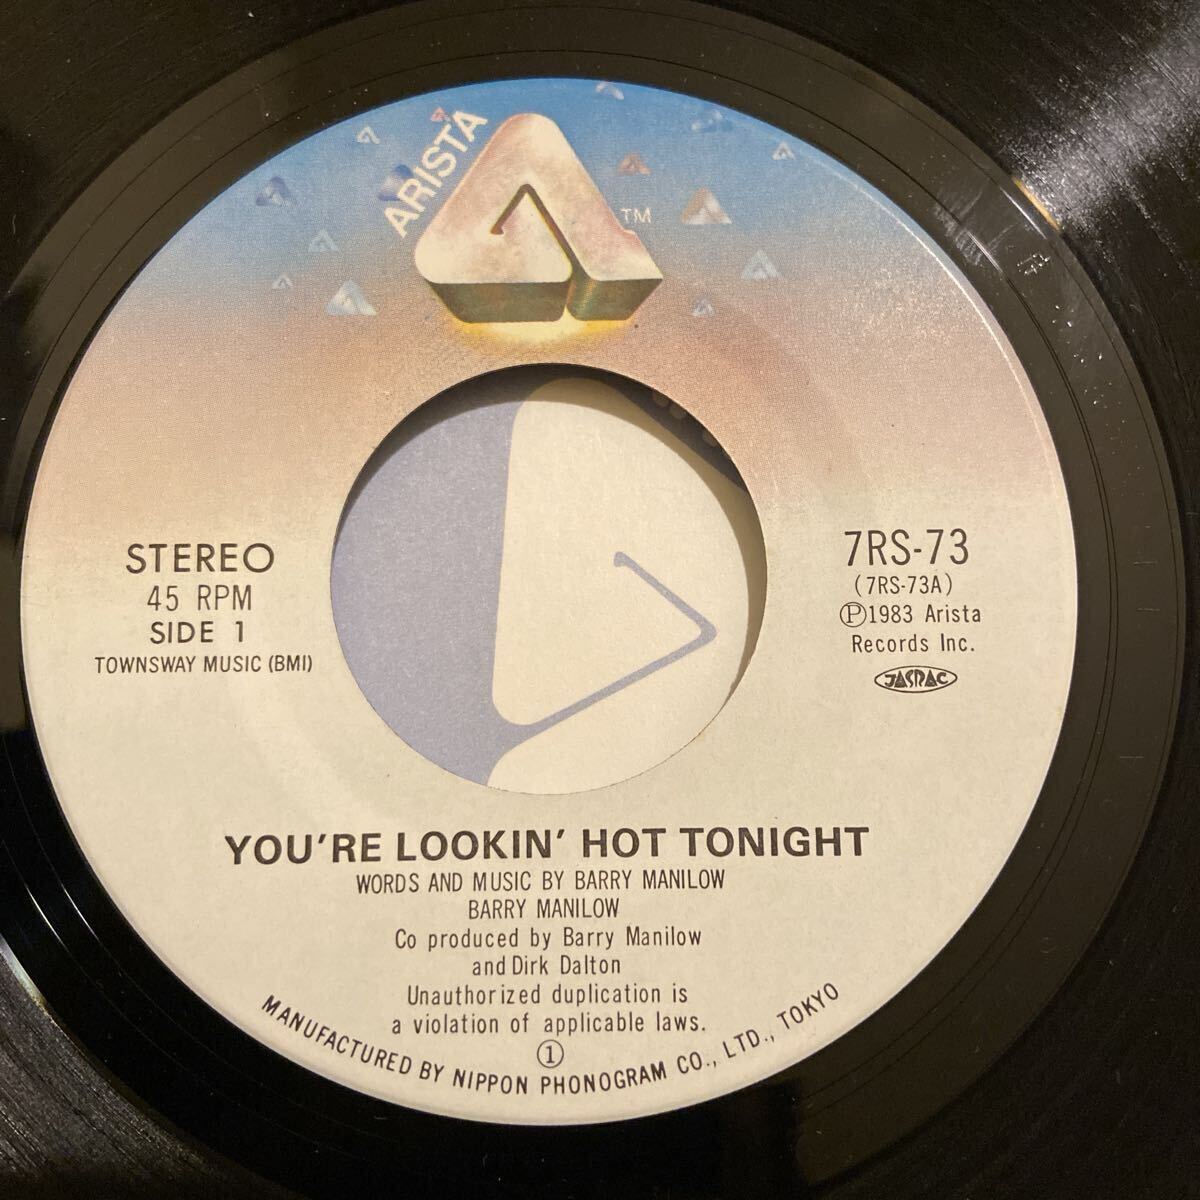 ARISTA
TM
STEREO
45 RPM
SIDE 1
TOWNSWAY MUSIC (BMI)
7RS-73
(7RS-73A)
Ⓟ1983 Arista
Records Inc.
JASRAC
YOU'RE LOOKIN' HOT TONIGHT
WORDS AND MUSIC BY BARRY MANILOW
BARRY MANILOW
Co produced by Barry Manilow
and Dirk Dalton
Unauthorized duplication is
a violation of applicable laws.
①
MANUFACTURED BY NIPPON PHONOGRAM CO., LTD., TOKYO